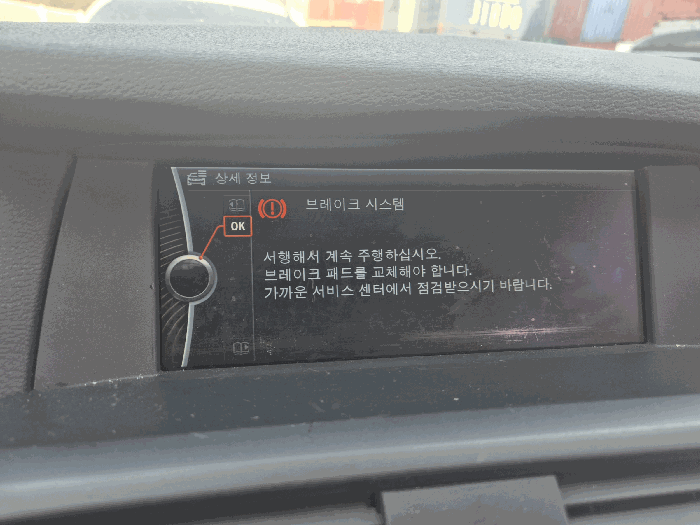 상세 정보
브레이크 시스템
OK
서행해서 계속 주행하십시오.
브레이크 패드를 교체해야 합니다.
가까운 서비스 센터에서 점검받으시기 바랍니다.